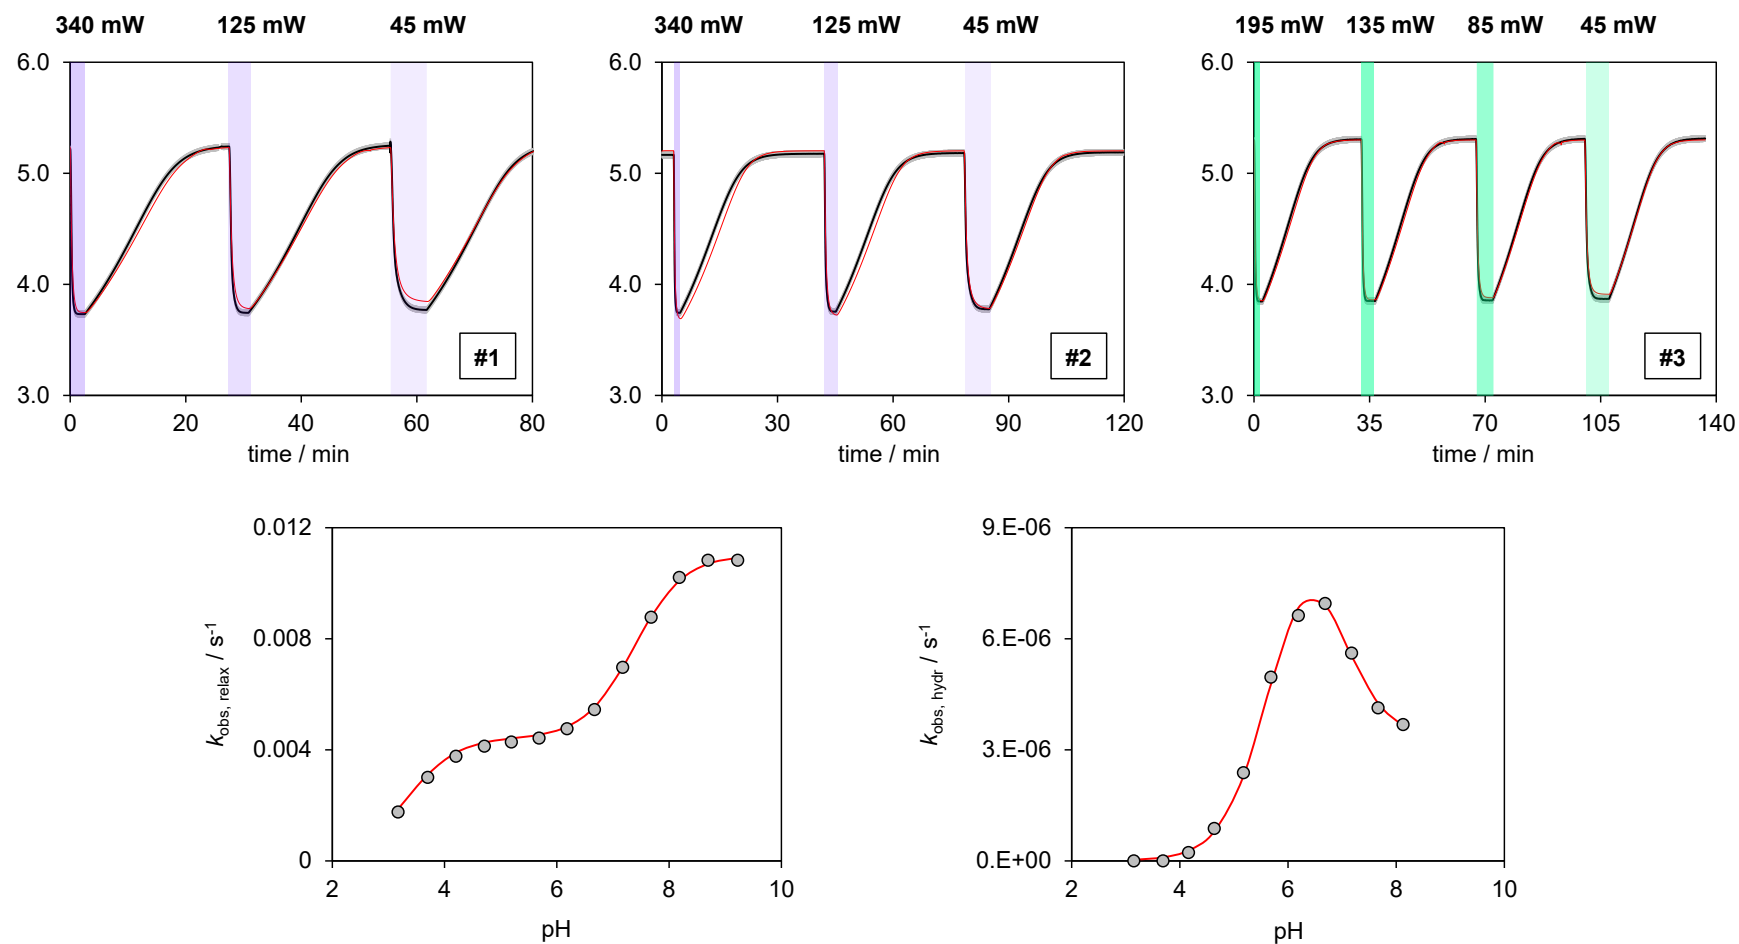 340 mW 125 mW 45 mW
340 mW 125 mW 45 mW
195 mW 135 mW 85 mW 45 mW
6.0
5.0
4.0
3.0
#1
0 20 40 60 80
time / min
6.0
5.0
4.0
3.0
#2
0 30 60 90 120
time / min
6.0
5.0
4.0
3.0
#3
0 35 70 105 140
time / min
0.012
0.008
0.004
0
kobs, relax / s-1
2 4 6 8 10
pH
9.E-06
6.E-06
3.E-06
0.E+00
kobs, hydr / s-1
2 4 6 8 10
pH